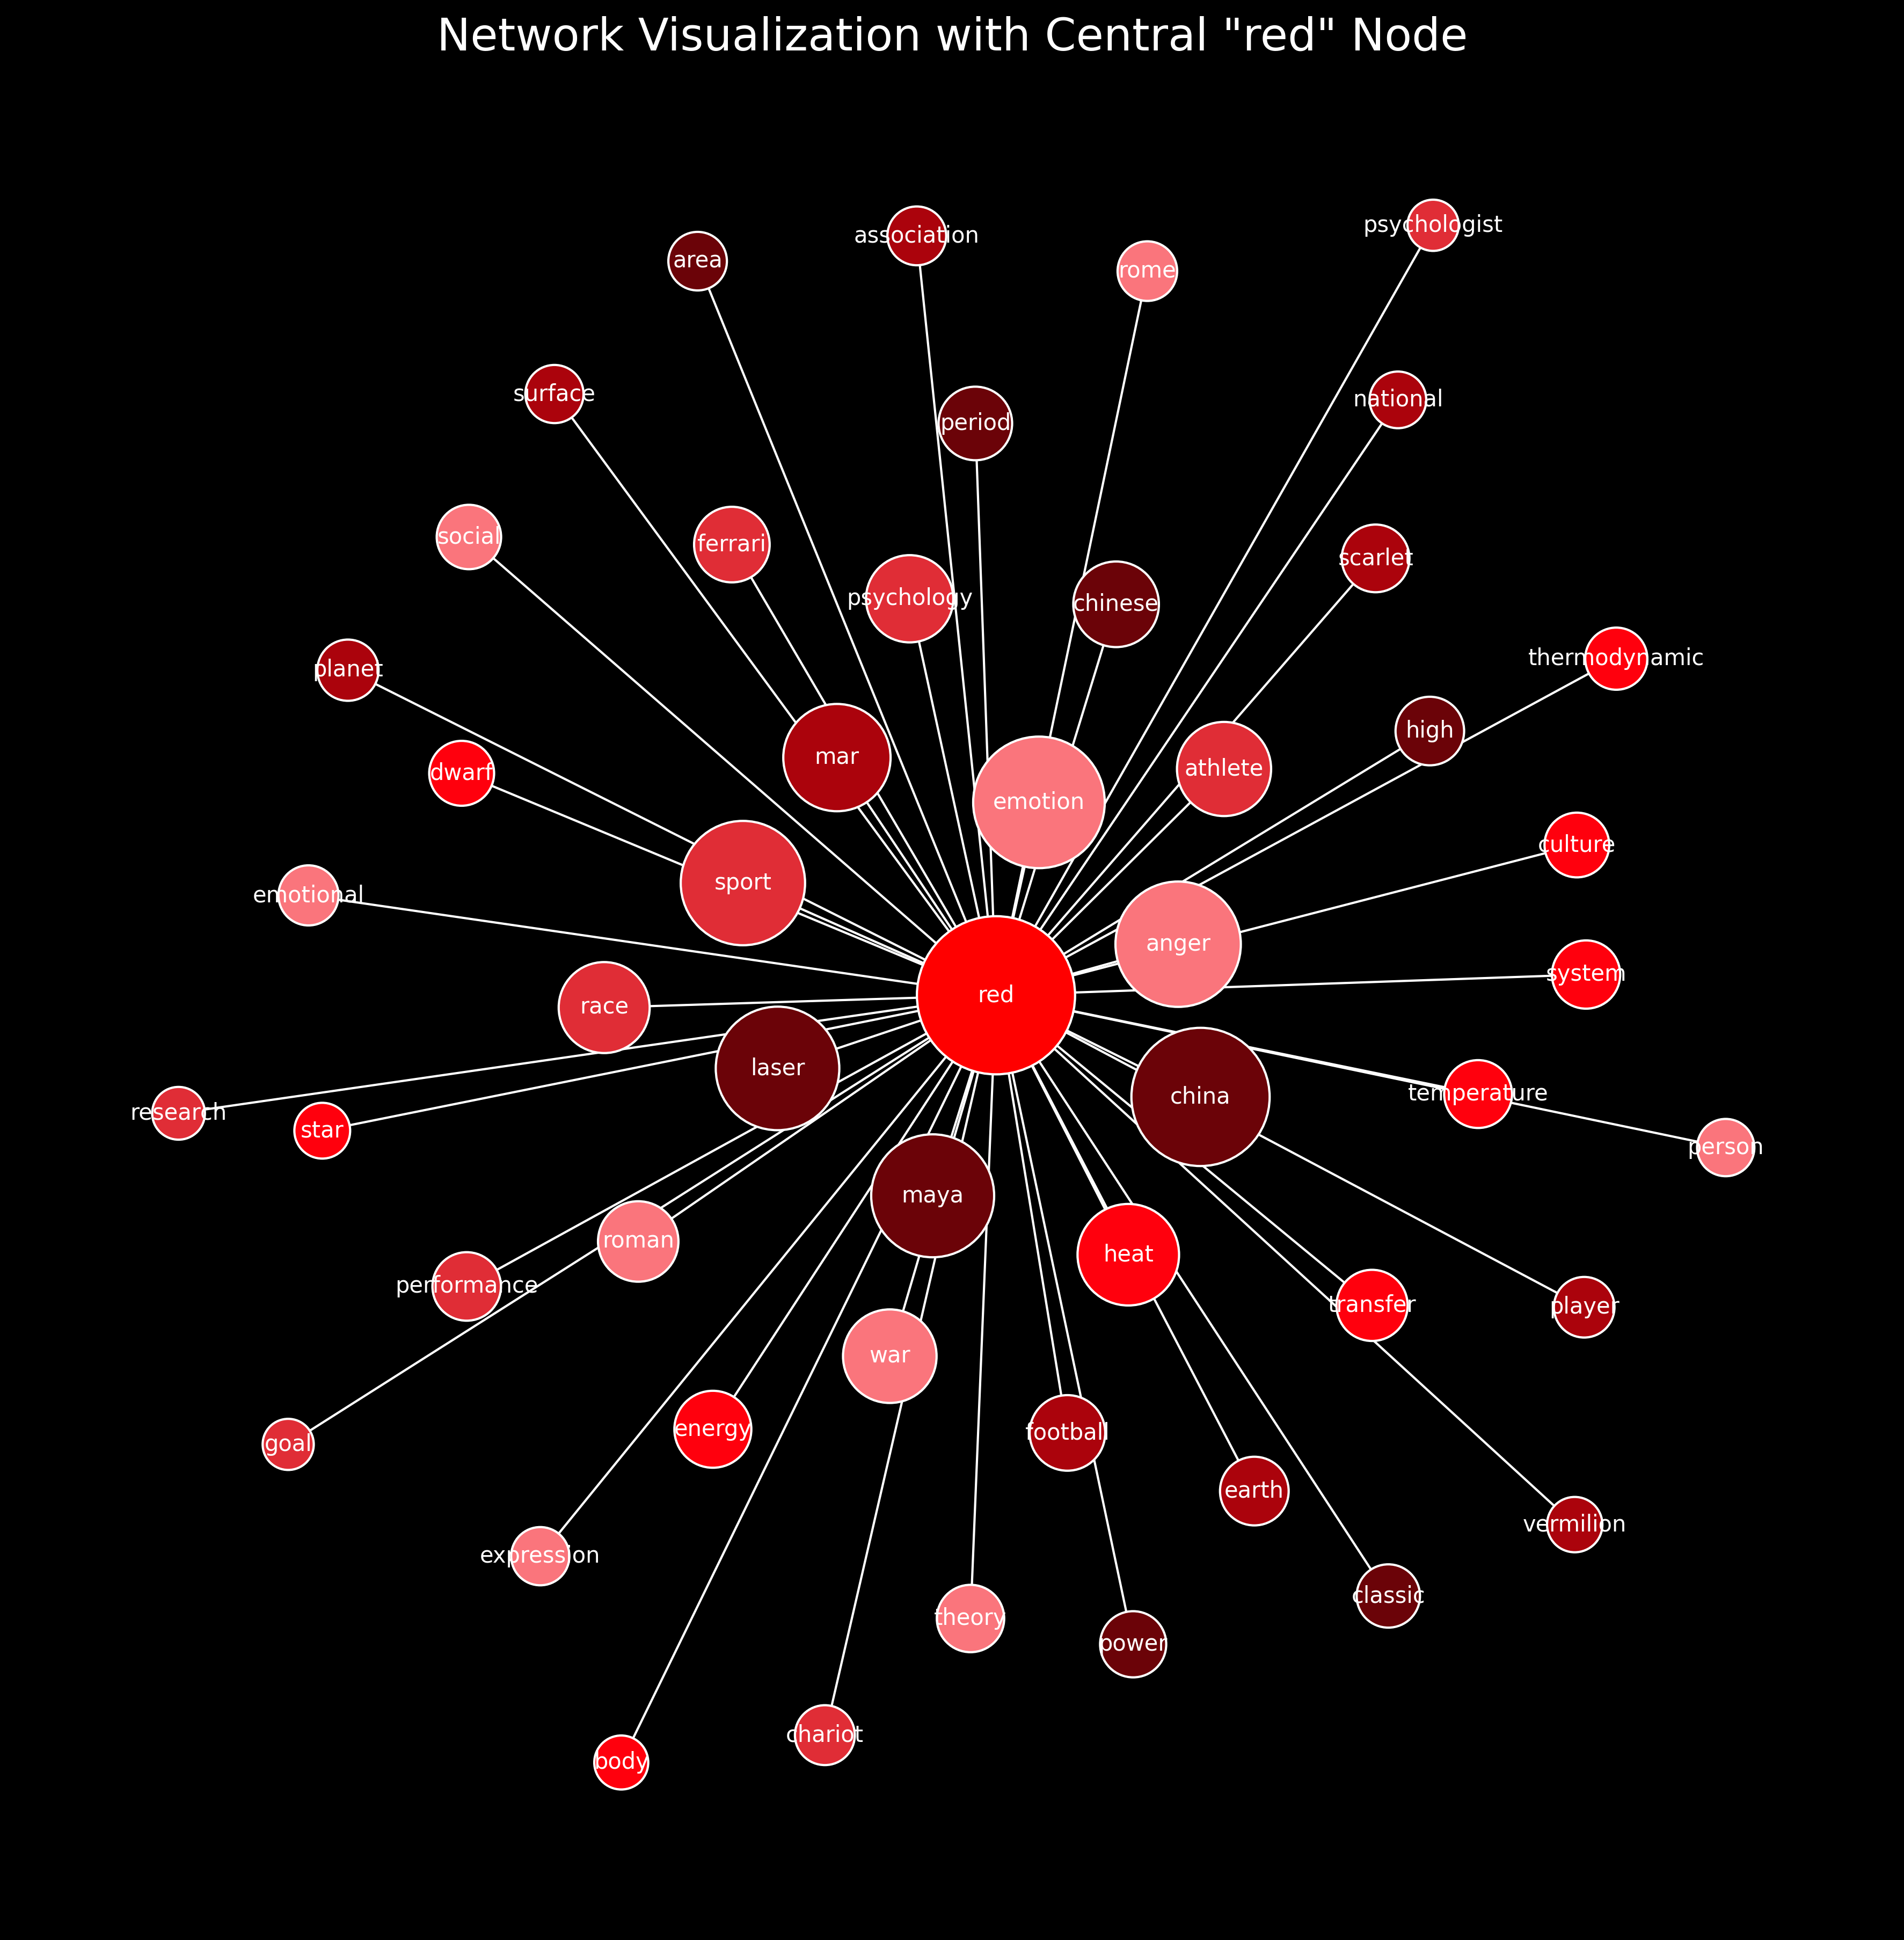 Network Visualization with Central "red" Node
psychologist
association
area
rome
surface
national
period
social
ferrari
scarlet
psychology
chinese
planet
thermodynamic
high
mar
athlete
dwarf
emotion
culture
sport
emotional
anger
system
red
race
laser
temperature
china
research
star
person
maya
roman
heat
performance
transfer
player
war
energy
football
goal
earth
vermilion
expression
classic
theory
power
chariot
body